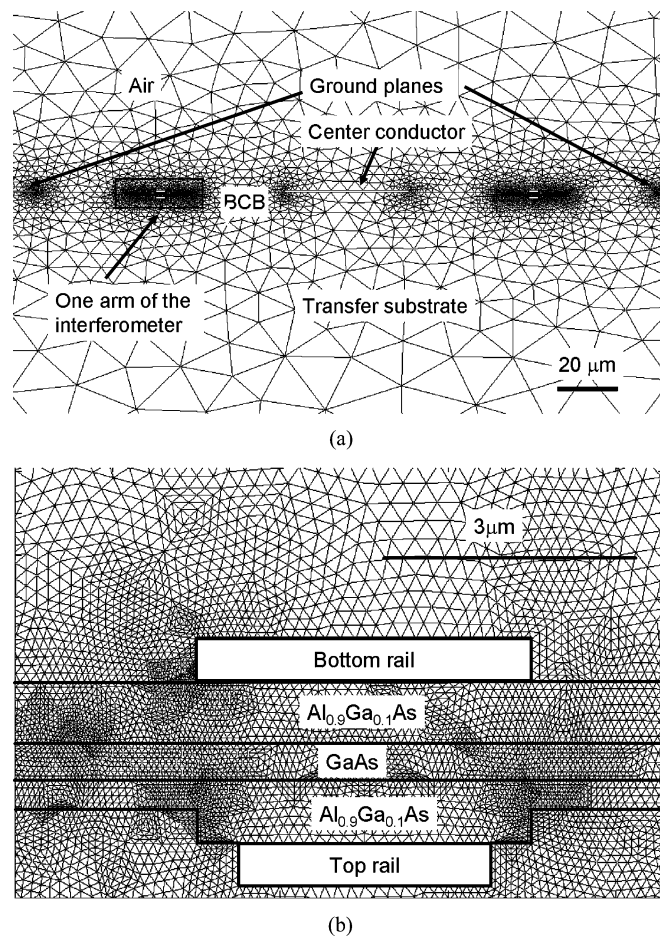 Air
Ground planes
Center conductor
BCB
One arm of the
interferometer
Transfer substrate
20 μm
(a)
3μm
Bottom rail
Al0.9Ga0.1As
GaAs
Al0.9Ga0.1As
Top rail
(b)